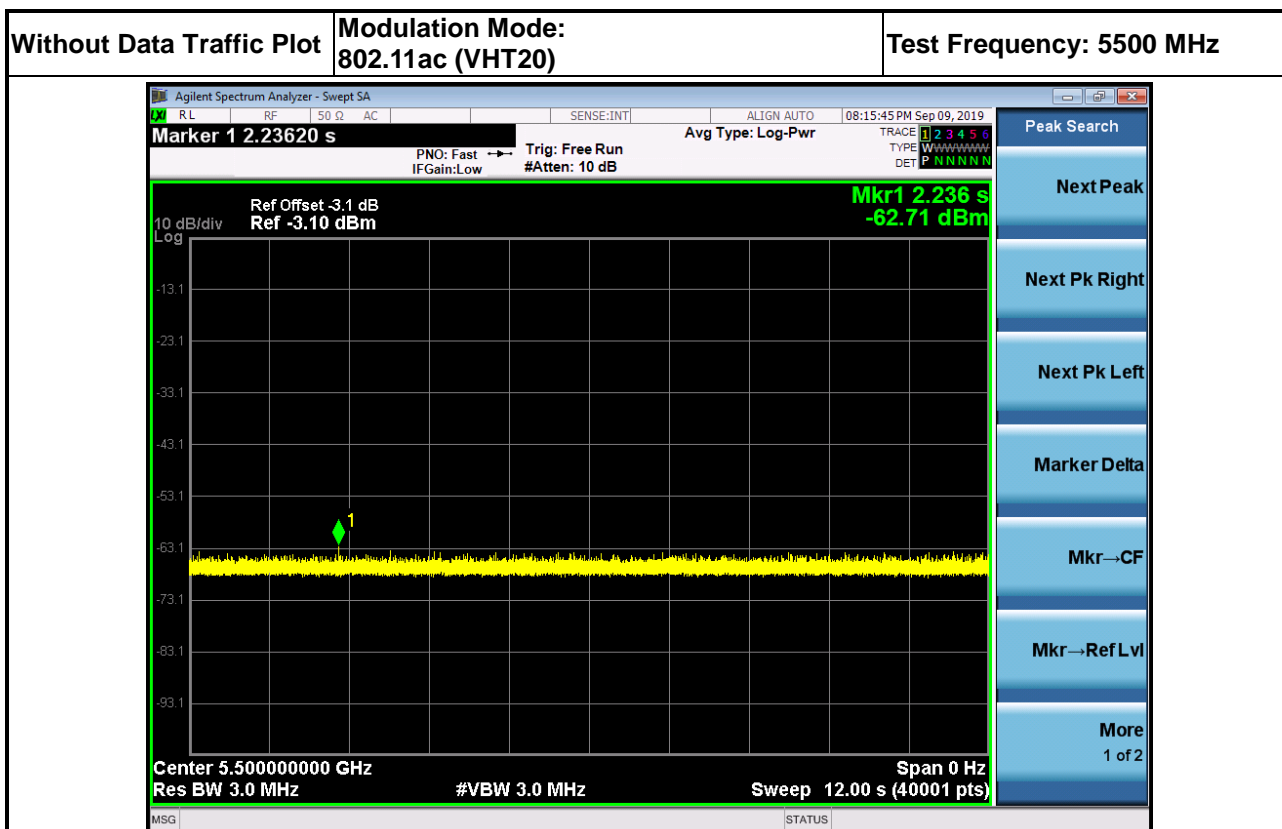 Without Data Traffic Plot
Modulation Mode:
802.11ac (VHT20)
Test Frequency: 5500 MHz
Agilent Spectrum Analyzer - Swept SA
LXI RL RF 50 Ω AC SENSE:INT ALIGN AUTO 08:15:45 PM Sep 09, 2019
Marker 1 2.23620 s
PNO: Fast
IFGain:Low
Trig: Free Run
#Atten: 10 dB
Avg Type: Log-Pwr
TRACE 1 2 3 4 5 6
TYPE WWWWWW
DET P N N N N N
Ref Offset -3.1 dB
10 dB/div Ref -3.10 dBm
Log
Mkr1 2.236 s
-62.71 dBm
-13.1
-23.1
-33.1
-43.1
-53.1
-63.1
-73.1
-83.1
-93.1
1
Center 5.500000000 GHz
Span 0 Hz
Res BW 3.0 MHz
#VBW 3.0 MHz
Sweep 12.00 s (40001 pts)
MSG
STATUS
Peak Search
Next Peak
Next Pk Right
Next Pk Left
Marker Delta
Mkr→CF
Mkr→Ref Lvl
More
1 of 2